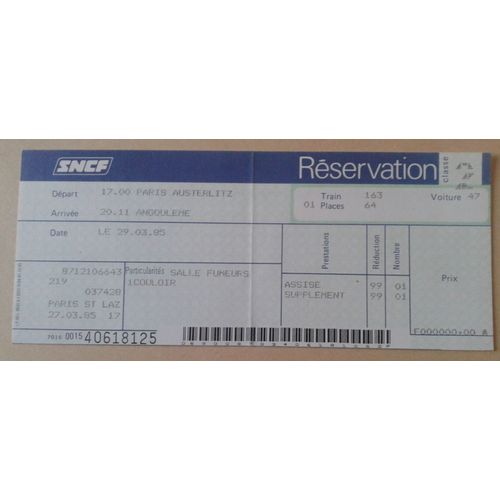 SNCF Réservation classe
Départ 17.00 PARIS AUSTERLITZ Train 163 Voiture 47
Arrivée 20.11 ANGOULEME 01 Places 64
Date LE 29.03.85 Prestations Réduction Nombre
Prix
8712106643 Particularités SALLE FUMEURS
219 1COULOIR ASSISE 99 01
037428 SUPPLEMENT 99 01
PARIS ST LAZ
27.03.85 17
7010 0015 40618125 F000000.00 A